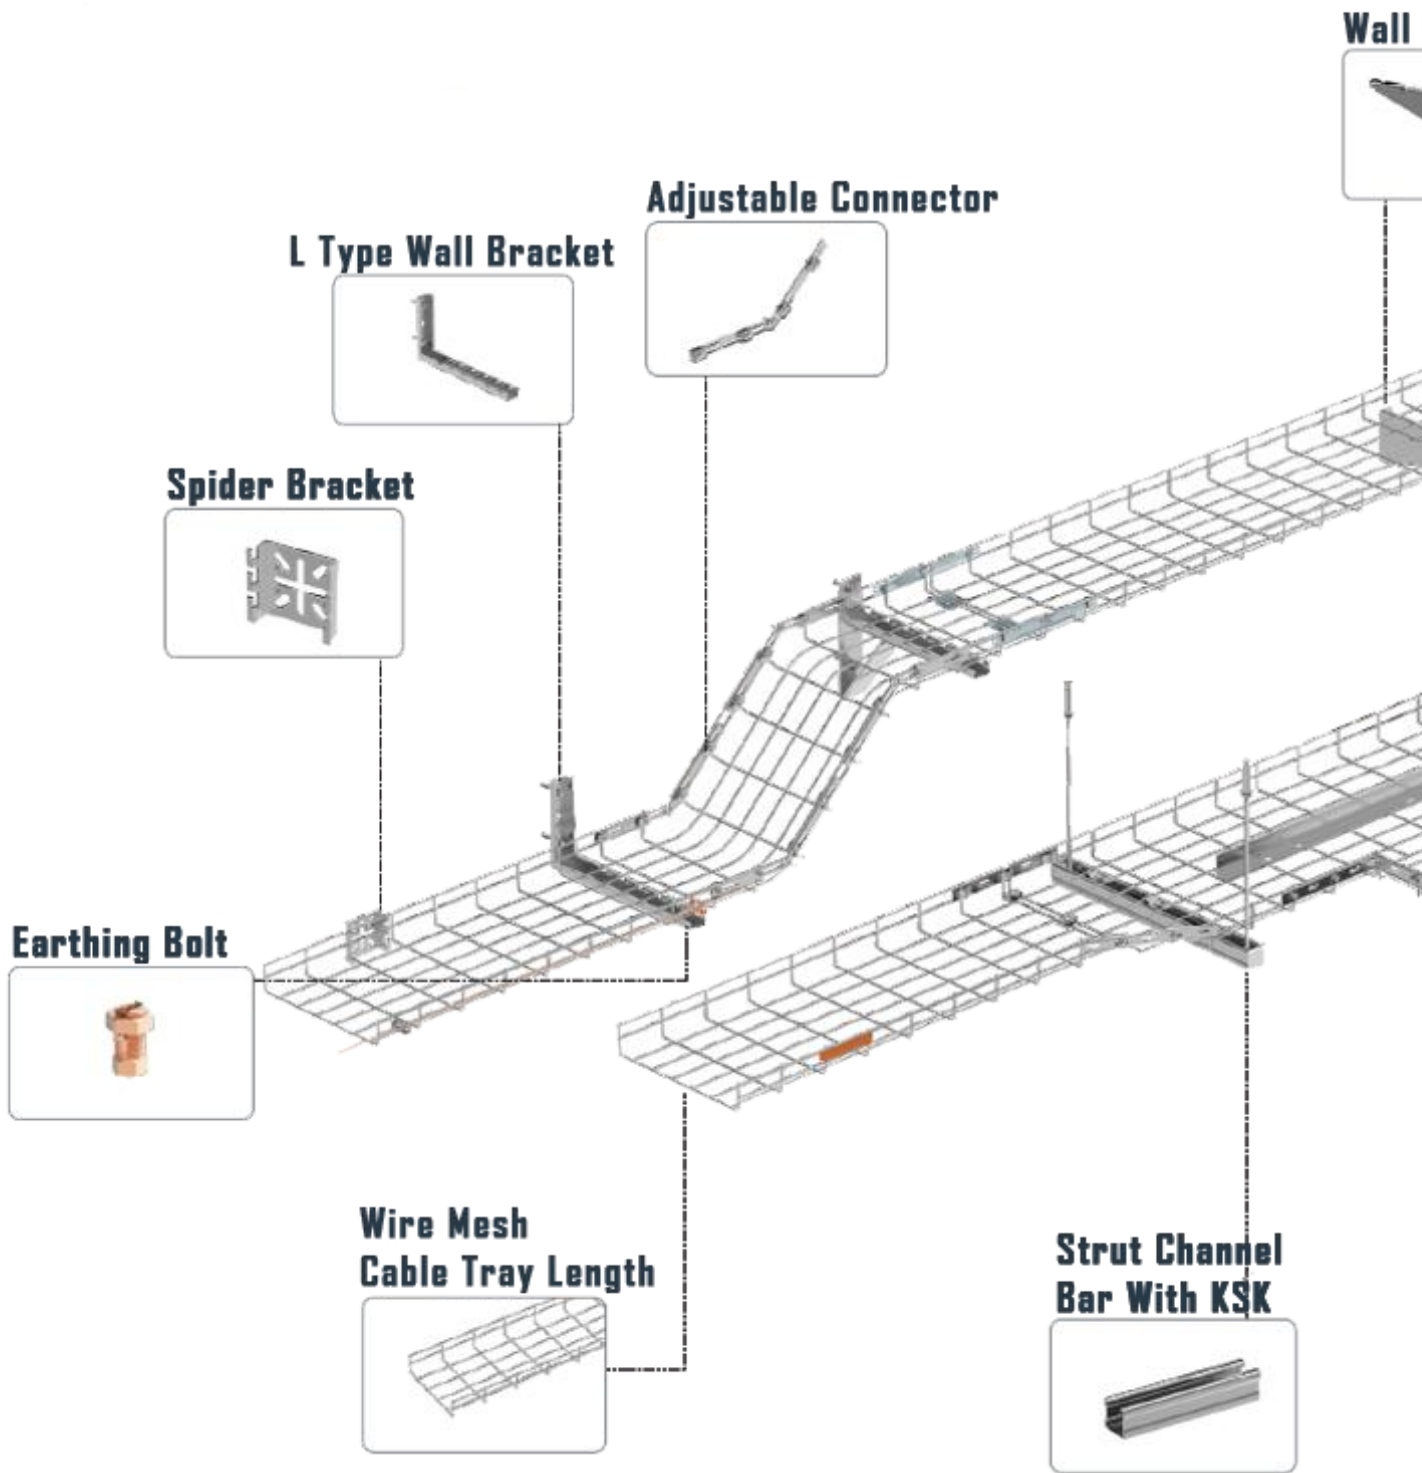 Wall
Adjustable Connector
L Type Wall Bracket
Spider Bracket
Earthing Bolt
Wire Mesh
Cable Tray Length
Strut Channel
Bar With KSK